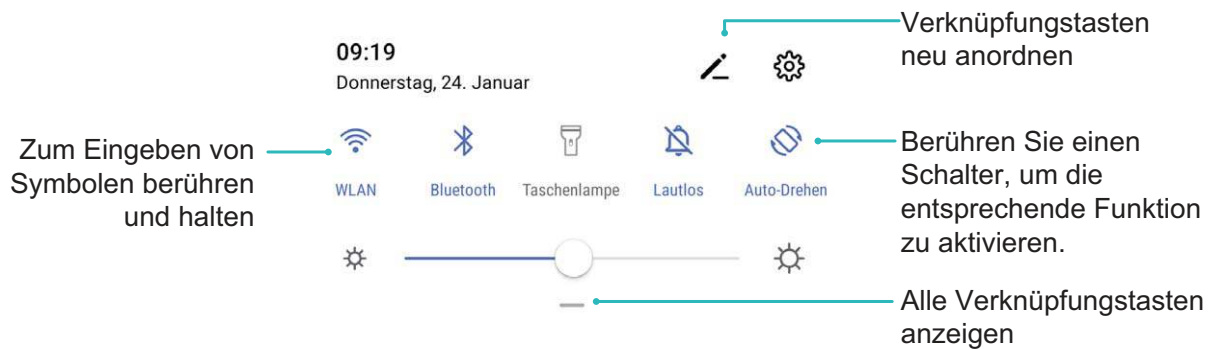 Verknüpfungstasten
neu anordnen
09:19
Donnerstag, 24. Januar
Zum Eingeben von
Symbolen berühren
und halten
WLAN
Bluetooth
Taschenlampe
Lautlos
Auto-Drehen
Berühren Sie einen
Schalter, um die
entsprechende Funktion
zu aktivieren.
Alle Verknüpfungstasten
anzeigen